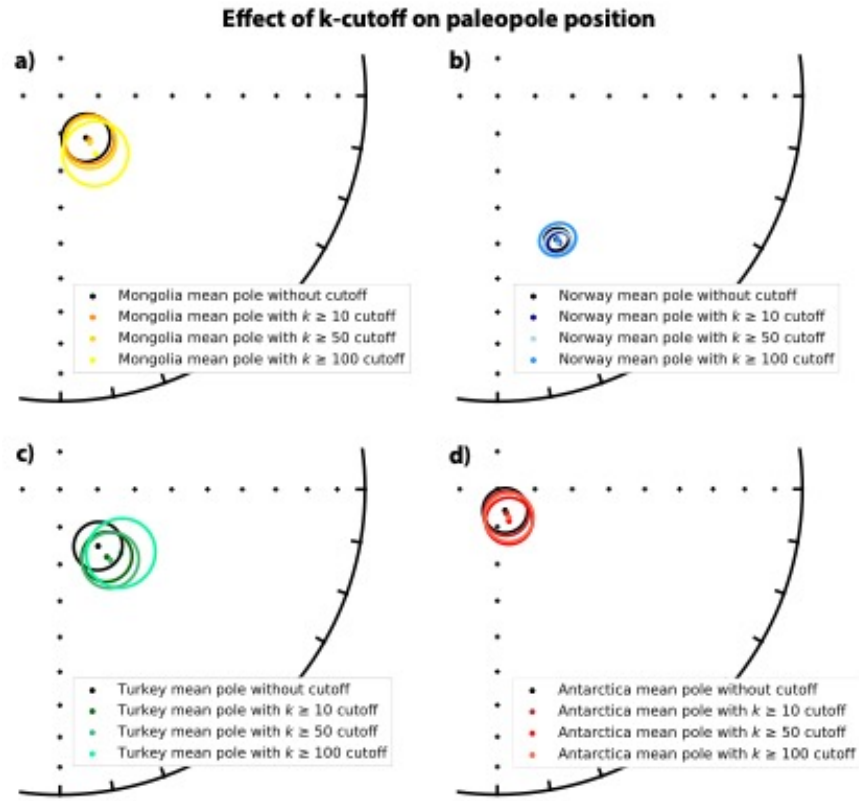 Effect of k-cutoff on paleopole position
a)
Mongolia mean pole without cutoff
Mongolia mean pole with k ≥ 10 cutoff
Mongolia mean pole with k ≥ 50 cutoff
Mongolia mean pole with k ≥ 100 cutoff
b)
Norway mean pole without cutoff
Norway mean pole with k ≥ 10 cutoff
Norway mean pole with k ≥ 50 cutoff
Norway mean pole with k ≥ 100 cutoff
c)
Turkey mean pole without cutoff
Turkey mean pole with k ≥ 10 cutoff
Turkey mean pole with k ≥ 50 cutoff
Turkey mean pole with k ≥ 100 cutoff
d)
Antarctica mean pole without cutoff
Antarctica mean pole with k ≥ 10 cutoff
Antarctica mean pole with k ≥ 50 cutoff
Antarctica mean pole with k ≥ 100 cutoff